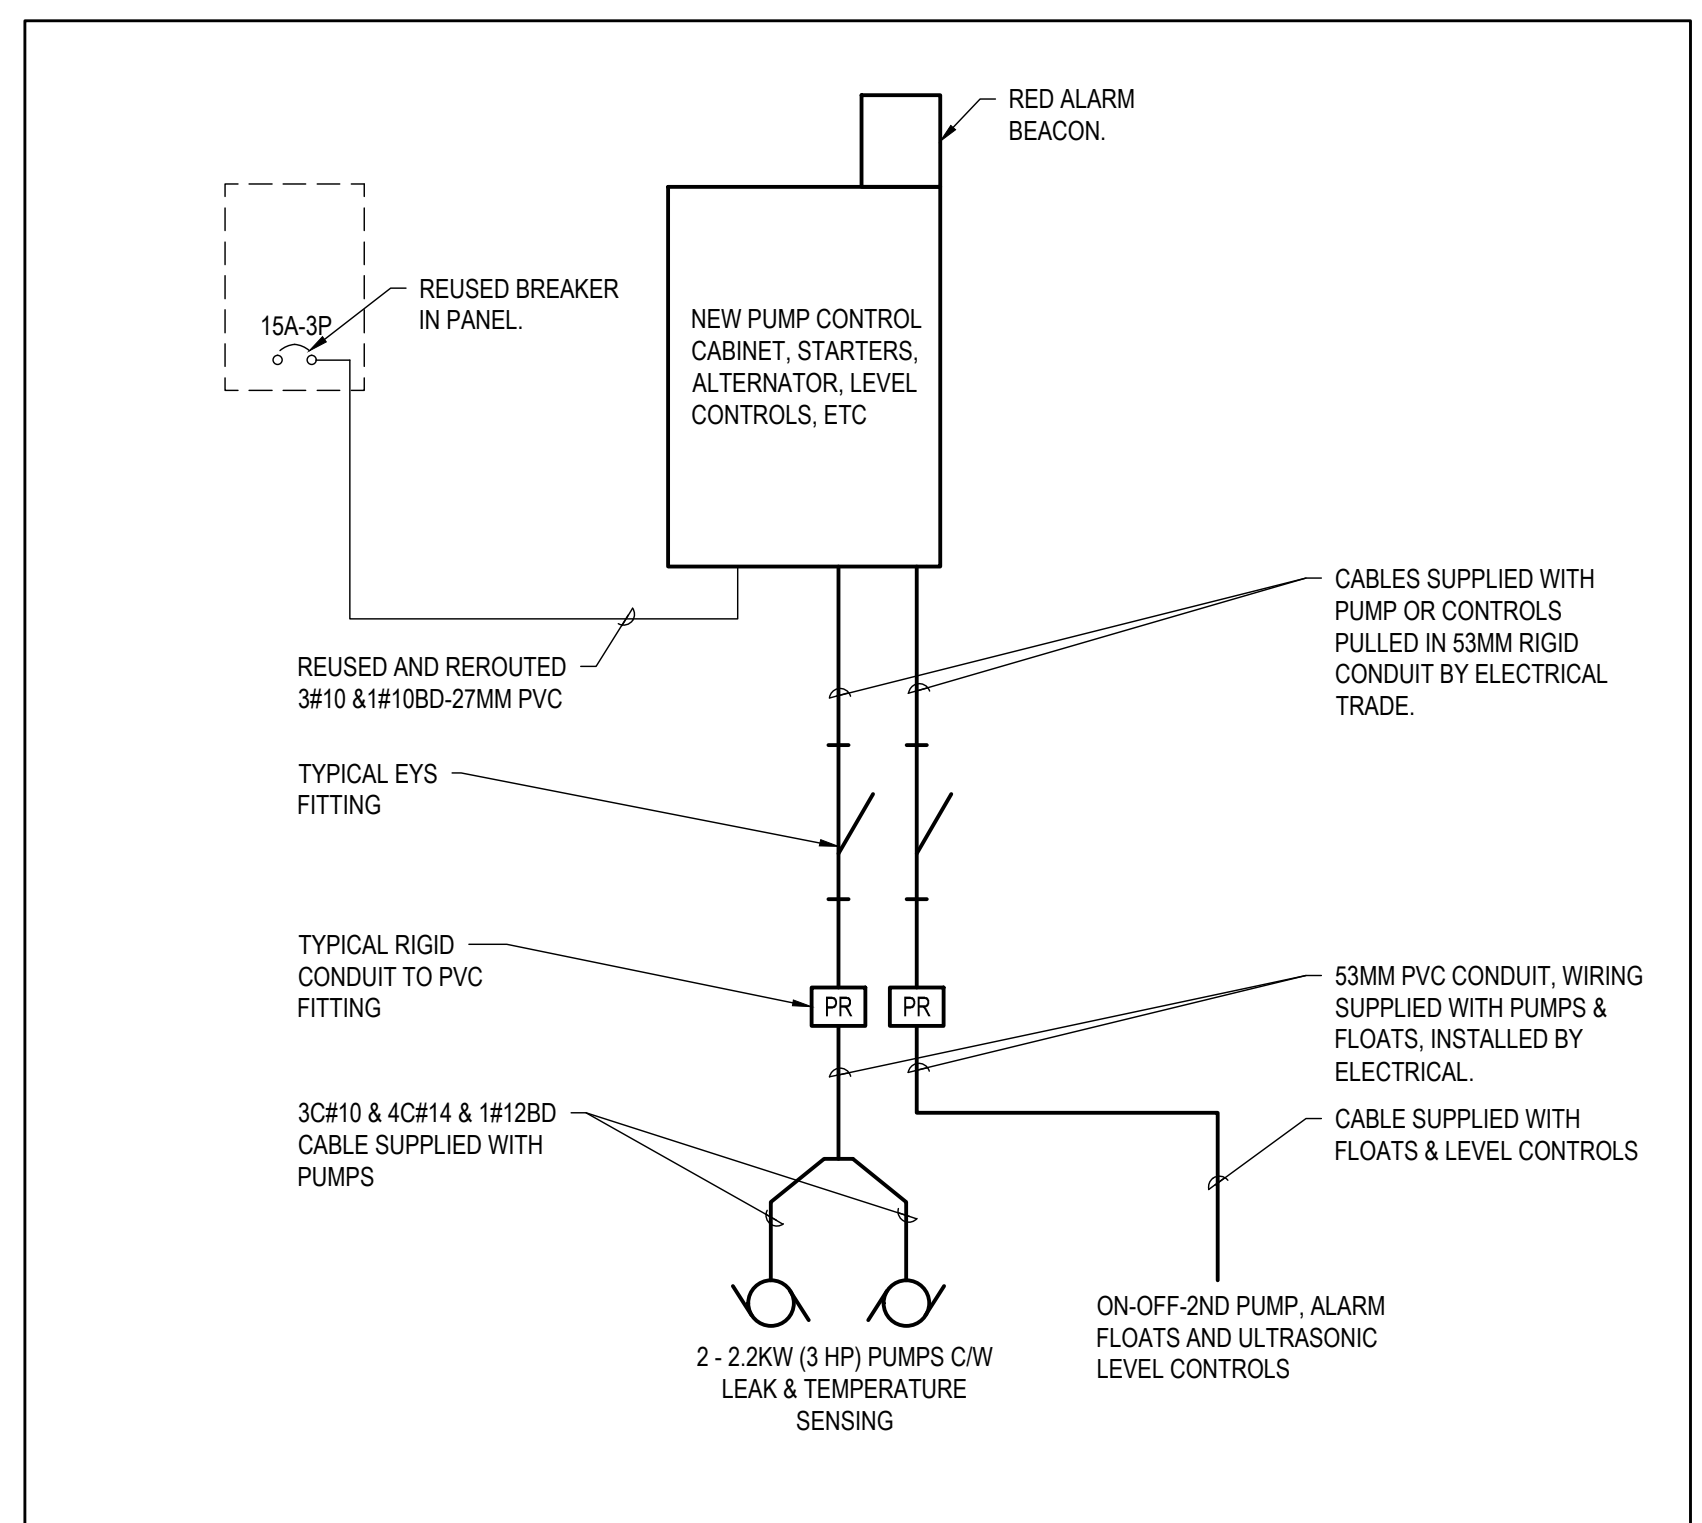 RED ALARM
BEACON.
REUSED BREAKER
IN PANEL.
15A-3P
NEW PUMP CONTROL
CABINET, STARTERS,
ALTERNATOR, LEVEL
CONTROLS, ETC
CABLES SUPPLIED WITH
PUMP OR CONTROLS
PULLED IN 53MM RIGID
CONDUIT BY ELECTRICAL
TRADE.
REUSED AND REROUTED
3#10 &1#10BD-27MM PVC
TYPICAL EYS
FITTING
TYPICAL RIGID
CONDUIT TO PVC
FITTING
PR
PR
53MM PVC CONDUIT, WIRING
SUPPLIED WITH PUMPS &
FLOATS, INSTALLED BY
ELECTRICAL.
3C#10 & 4C#14 & 1#12BD
CABLE SUPPLIED WITH
PUMPS
CABLE SUPPLIED WITH
FLOATS & LEVEL CONTROLS
2 - 2.2KW (3 HP) PUMPS C/W
LEAK & TEMPERATURE
SENSING
ON-OFF-2ND PUMP, ALARM
FLOATS AND ULTRASONIC
LEVEL CONTROLS